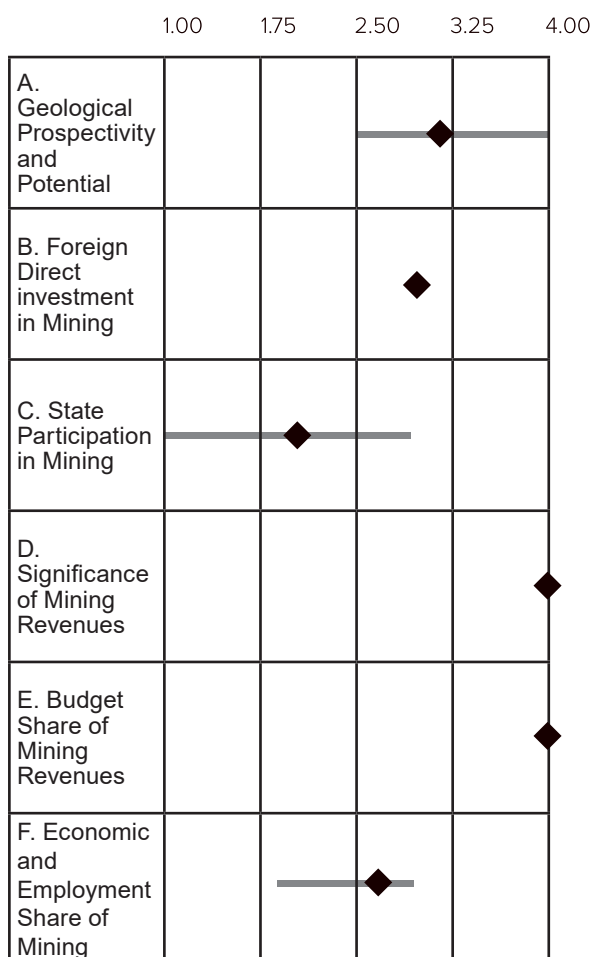 1.00 1.75 2.50 3.25 4.00
A.
Geological
Prospectivity
and
Potential
B. Foreign
Direct
investment
in Mining
C. State
Participation
in Mining
D.
Significance
of Mining
Revenues
E. Budget
Share of
Mining
Revenues
F. Economic
and
Employment
Share of
Mining